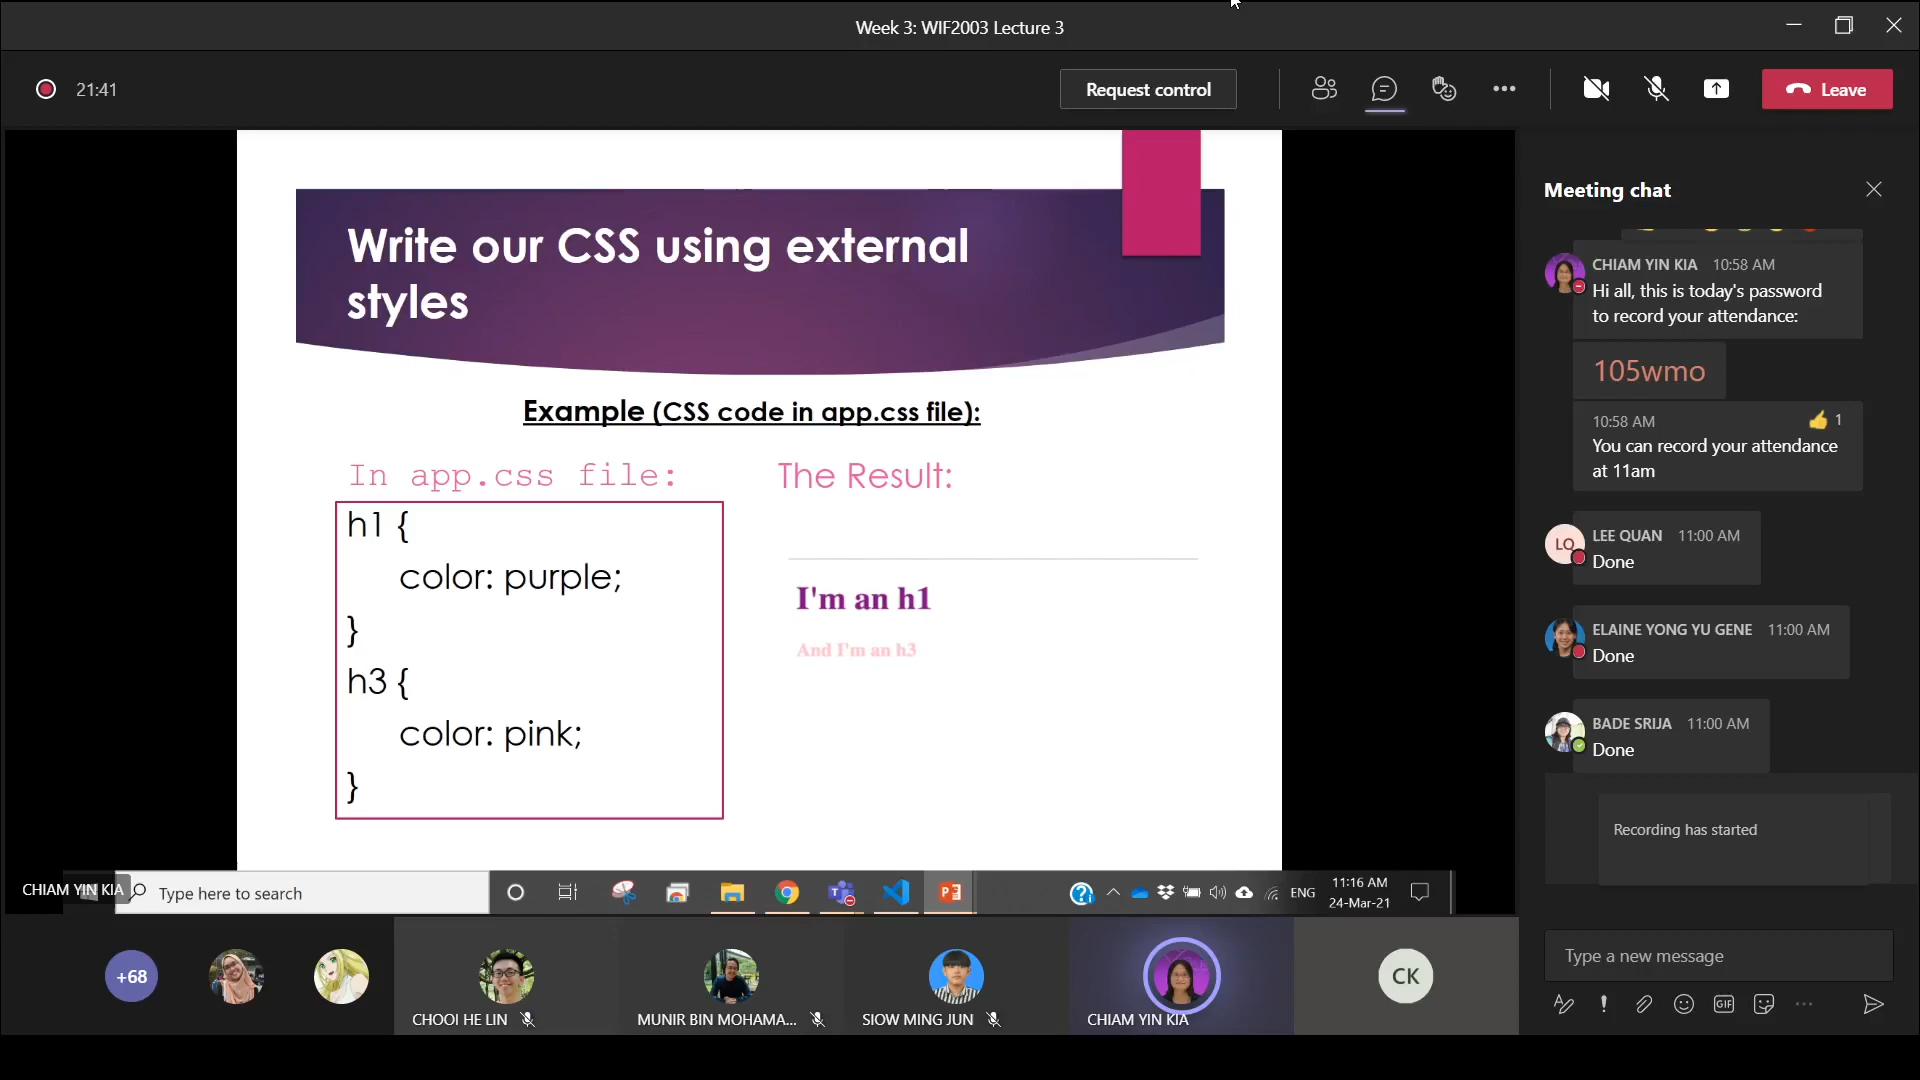 Week 3: WIF2003 Lecture 3
21:41
Request control
Leave
Write our CSS using external
styles
Example (CSS code in app.css file):
In app.css file:
h1 {
color: purple;
}
h3 {
color: pink;
}
The Result:
I'm an h1
And I'm an h3
CHIAM YIN KIA
Type here to search
ENG
11:16 AM
24-Mar-21
+68
CHOOI HE LIN
MUNIR BIN MOHAMA...
SIOW MING JUN
CHIAM YIN KIA
CK
Meeting chat
CHIAM YIN KIA 10:58 AM
Hi all, this is today's password
to record your attendance:
105wmo
10:58 AM
1
You can record your attendance
at 11am
LQ
LEE QUAN 11:00 AM
Done
ELAINE YONG YU GENE 11:00 AM
Done
BADE SRIJA 11:00 AM
Done
Recording has started
Type a new message
GIF